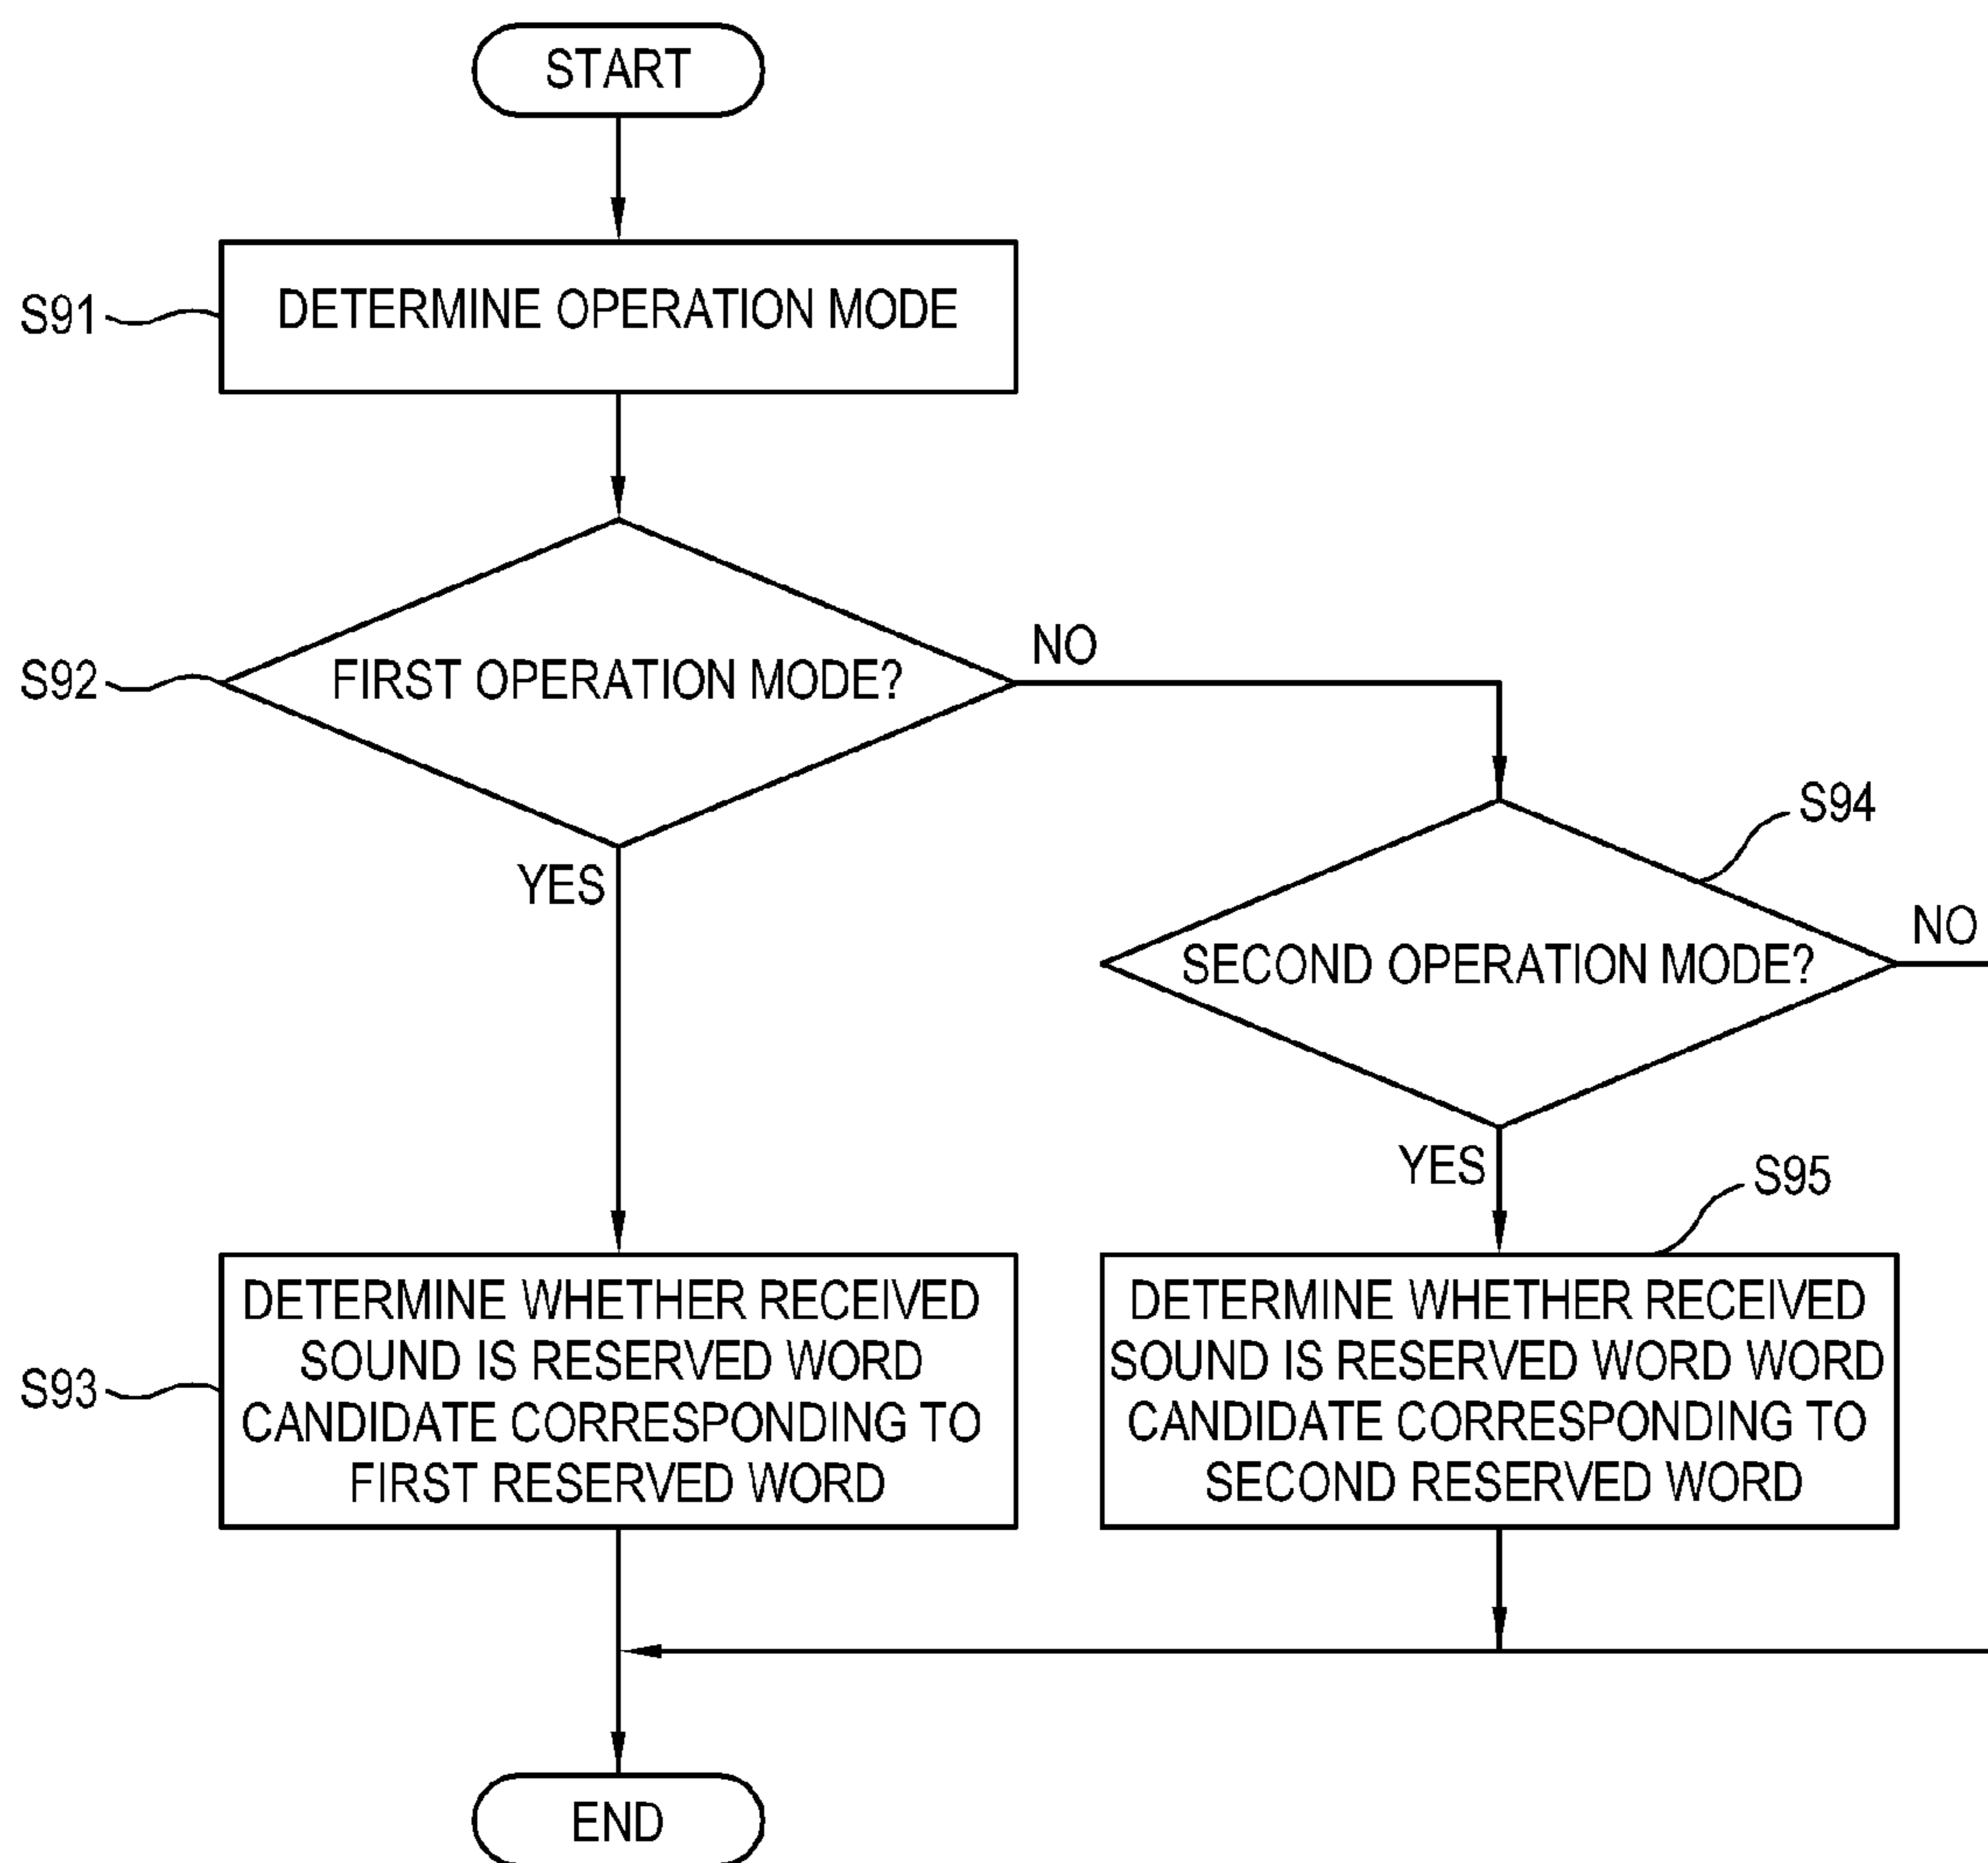 START
S91
DETERMINE OPERATION MODE
S92
FIRST OPERATION MODE?
NO
YES
S94
SECOND OPERATION MODE?
NO
YES
S95
S93
DETERMINE WHETHER RECEIVED
SOUND IS RESERVED WORD
CANDIDATE CORRESPONDING TO
FIRST RESERVED WORD
DETERMINE WHETHER RECEIVED
SOUND IS RESERVED WORD WORD
CANDIDATE CORRESPONDING TO
SECOND RESERVED WORD
END